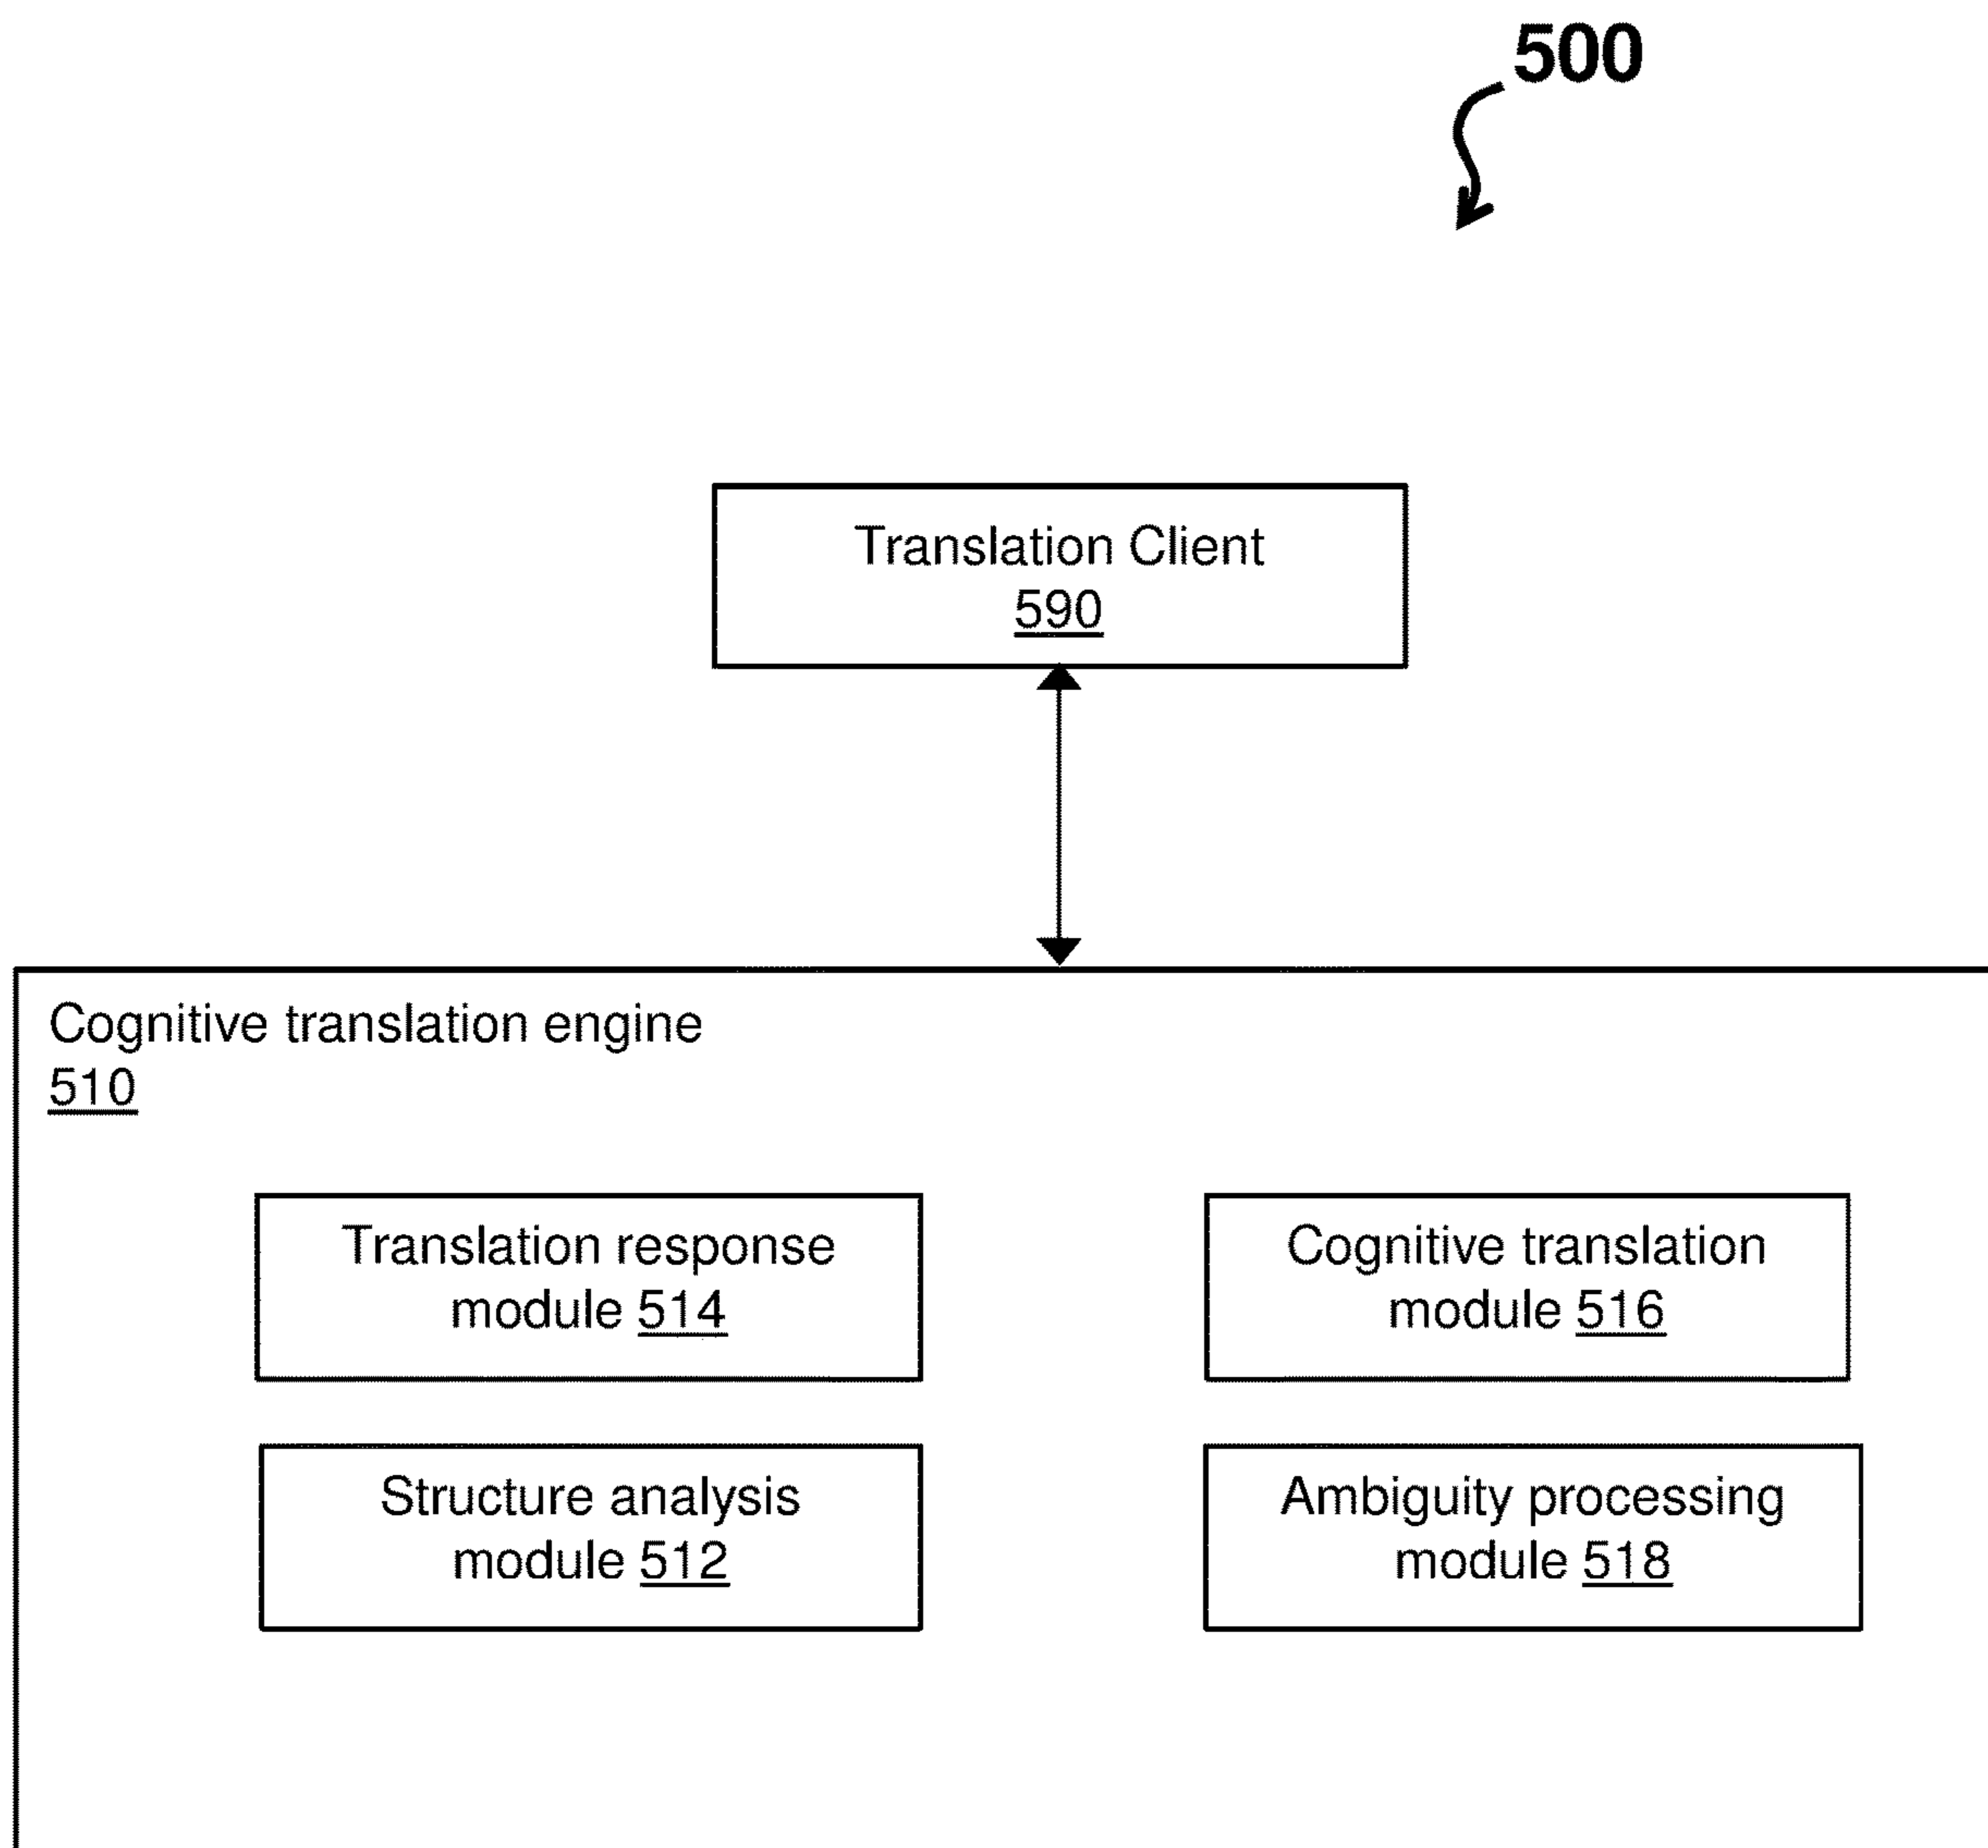 500
Translation Client
590
Cognitive translation engine
510
Translation response
module 514
Cognitive translation
module 516
Structure analysis
module 512
Ambiguity processing
module 518